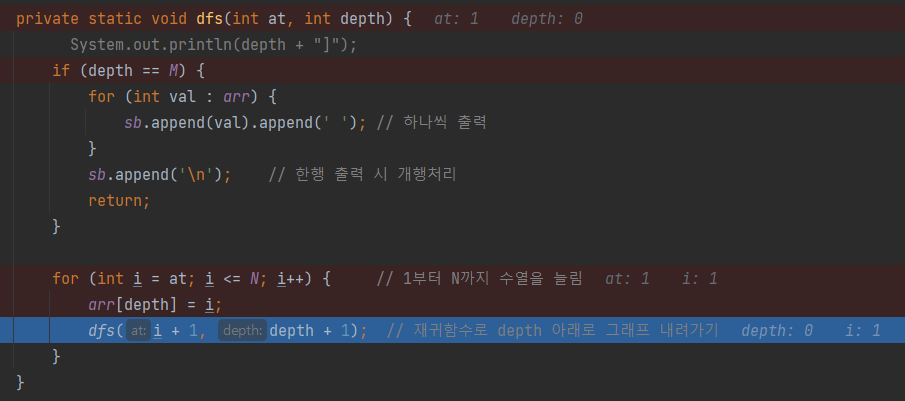 private static void dfs(int at, int depth) {   at: 1    depth: 0
      System.out.println(depth + "]");
    if (depth == M) {
        for (int val : arr) {
            sb.append(val).append(' '); // 하나씩 출력
        }
        sb.append('\n');    // 한행 출력 시 개행처리
        return;
    }
    for (int i = at; i <= N; i++) {     // 1부터 N까지 수열을 늘림   at: 1    i: 1
        arr[depth] = i;
        dfs( at: i + 1, depth: depth + 1);  // 재귀함수로 depth 아래로 그래프 내려가기   depth: 0    i: 1
    }
}